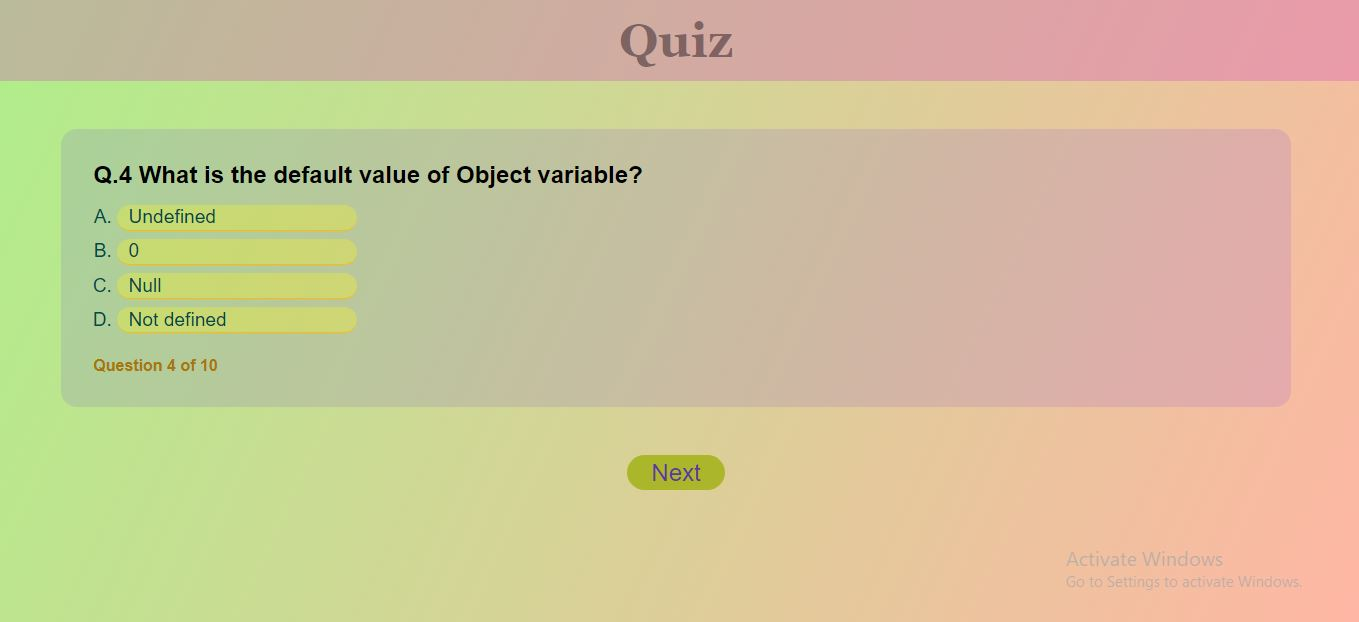 Quiz
Q.4 What is the default value of Object variable?
A. Undefined
B. 0
C. Null
D. Not defined
Question 4 of 10
Next
Activate Windows
Go to Settings to activate Windows.